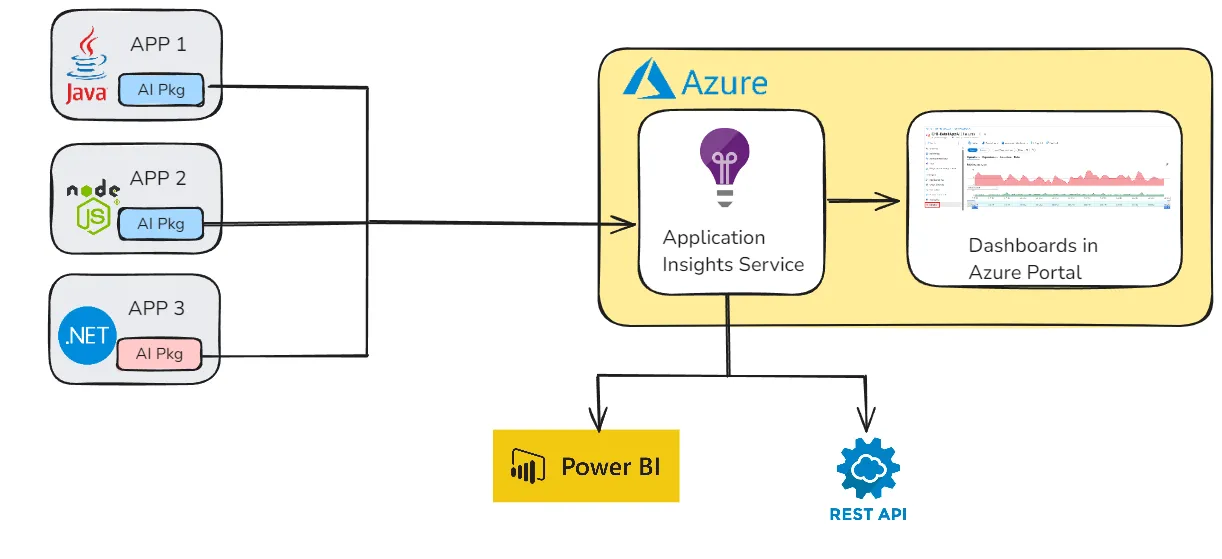 APP 1
Java
AI Pkg
APP 2
node
JS
AI Pkg
APP 3
.NET
AI Pkg
Azure
Application
Insights Service
Dashboards in
Azure Portal
Power BI
REST API